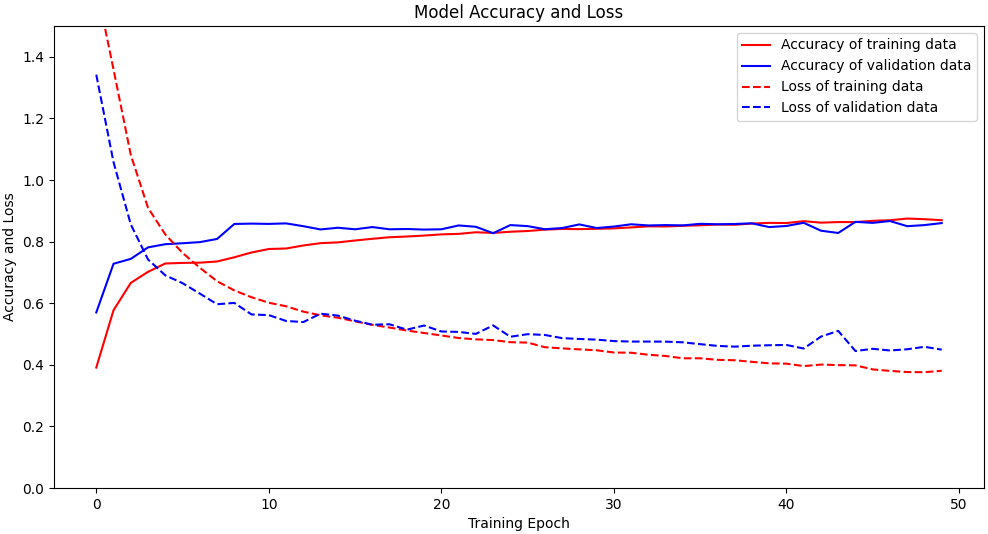 Model Accuracy and Loss
Accuracy of training data
Accuracy of validation data
Loss of training data
Loss of validation data
Accuracy and Loss
1.4
1.2
1.0
0.8
0.6
0.4
0.2
0.0
0 10 20 30 40 50
Training Epoch